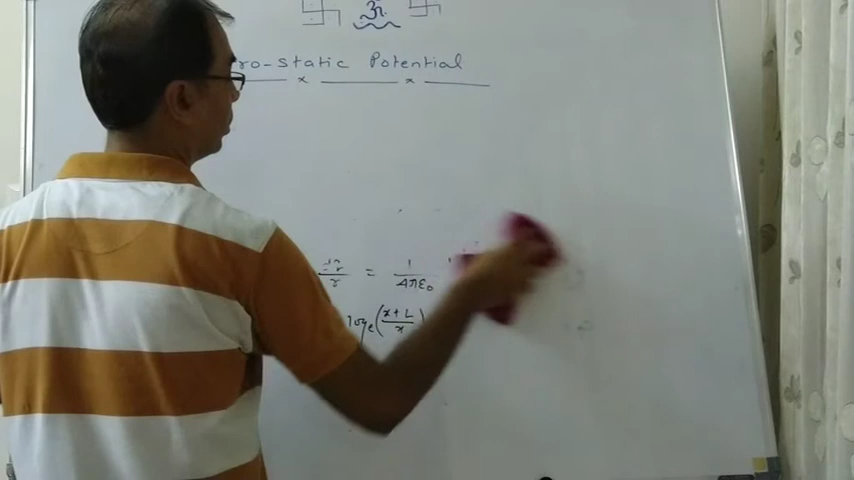 ॐ
ro-static Potential
= 1/4πε₀
logₑ(x+L/x)